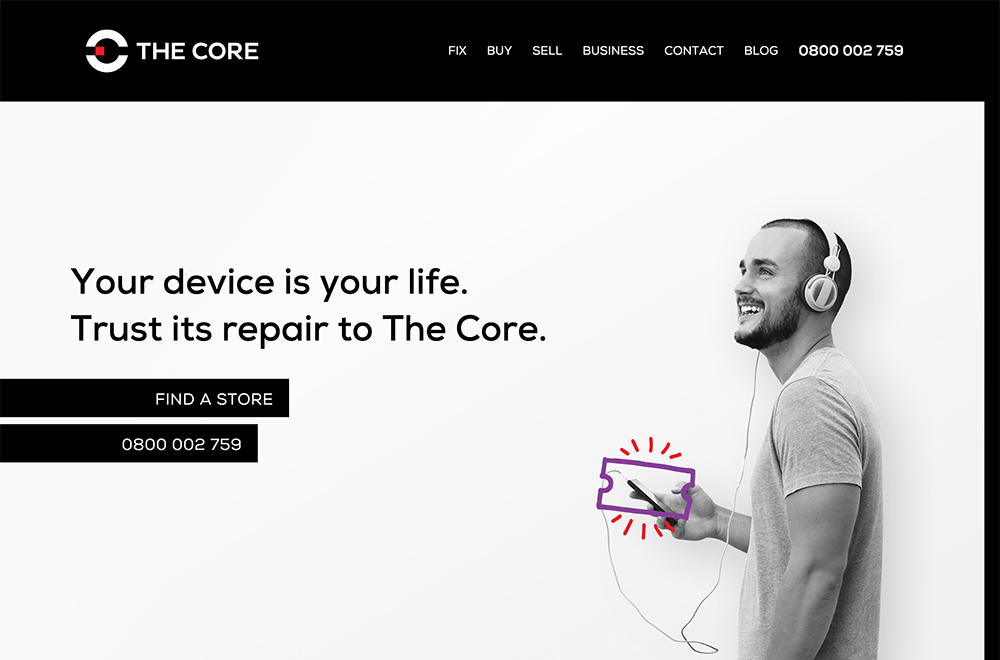 THE CORE
FIX BUY SELL BUSINESS CONTACT BLOG 0800 002 759
Your device is your life.
Trust its repair to The Core.
FIND A STORE
0800 002 759